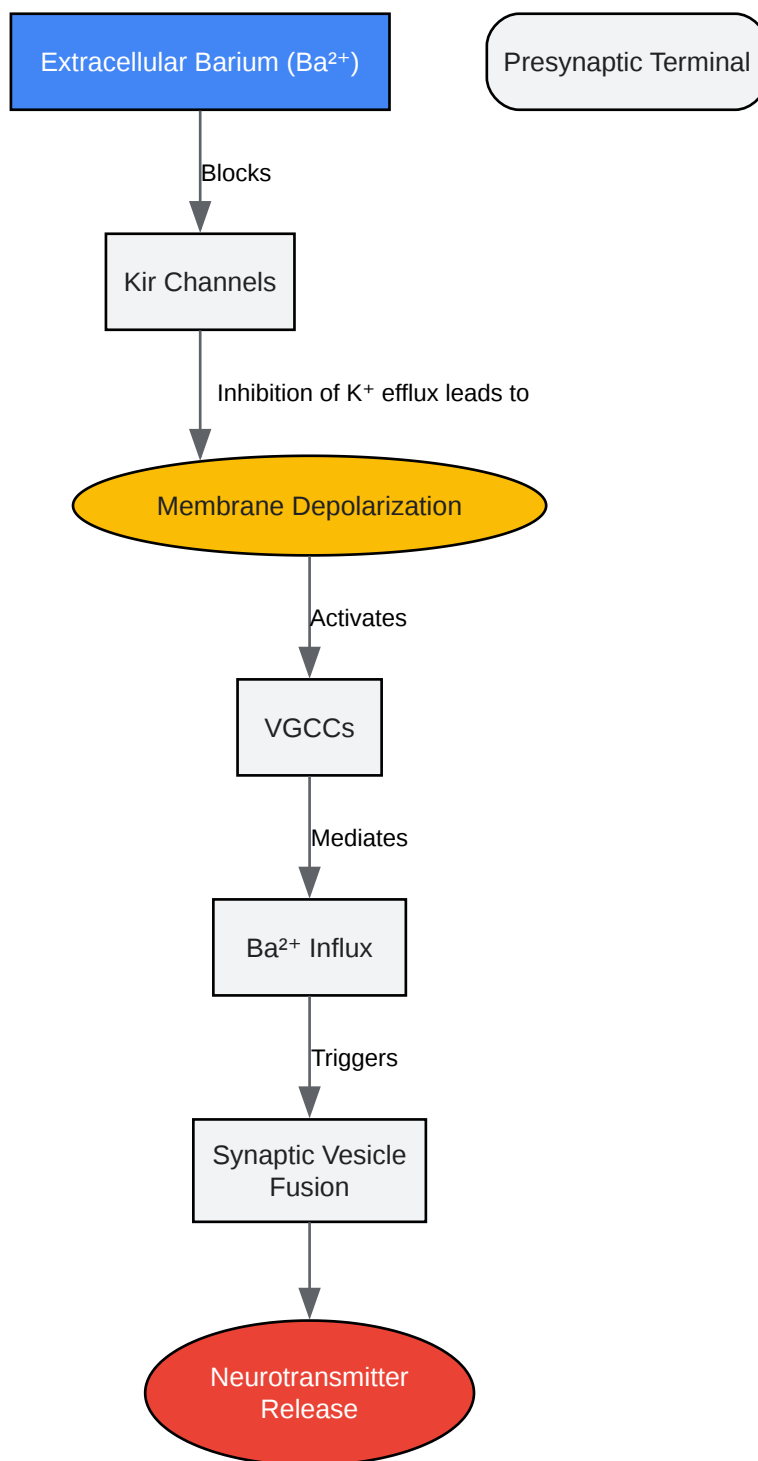 Extracellular Barium (Ba²⁺)
Presynaptic Terminal
Blocks
Kir Channels
Inhibition of K⁺ efflux leads to
Membrane Depolarization
Activates
VGCCs
Mediates
Ba²⁺ Influx
Triggers
Synaptic Vesicle
Fusion
Neurotransmitter
Release